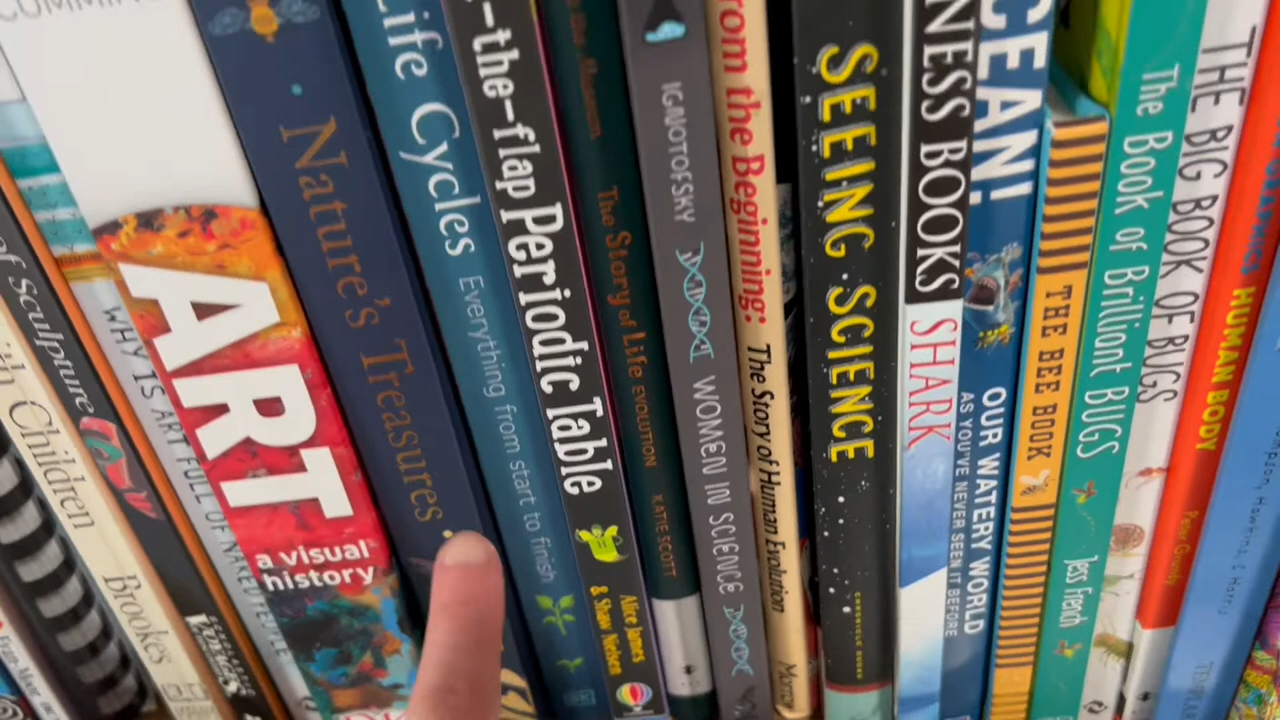 of Sculpture
with Children
Brookes
WHY IS ART FULL OF NAKED PEOPLE
ART
a visual
history
Nature's Treasures
Life Cycles Everything from start to finish
-the-flap Periodic Table
Alice James
& Shaw Nielsen
The Story of Life EVOLUTION KATIE SCOTT
IGNOTOFSKY WOMEN IN SCIENCE
rom the Beginning: The Story of Human Evolution
SEEING SCIENCE
CHRONICLE BOOKS
NESS BOOKS
SHARK
CEAN!
OUR WATERY WORLD
AS YOU'VE NEVER SEEN IT BEFORE
THE BEE BOOK
The Book of Brilliant BUGS Jess French
THE BIG BOOK OF BUGS
HUMAN BODY